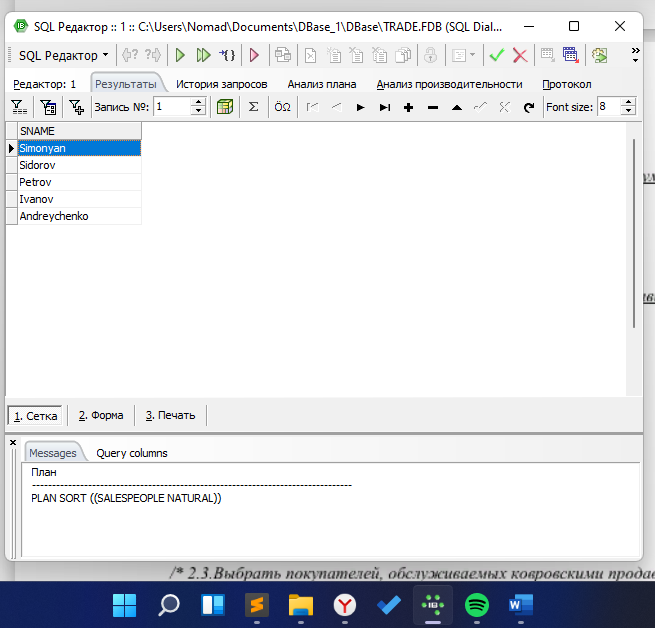 SQL Редактор :: 1 :: C:\Users\Nomad\Documents\DBase_1\DBase\TRADE.FDB (SQL Dial...
SQL Редактор
Редактор: 1 Результаты История запросов Анализ плана Анализ производительности Протокол
Запись №: 1 Σ ÖΩ Font size: 8
SNAME
Simonyan
Sidorov
Petrov
Ivanov
Andreychenko
1. Сетка 2. Форма 3. Печать
Messages Query columns
План
--------------------------------------------------------------------------------
PLAN SORT ((SALESPEOPLE NATURAL))
/* 2.3.Выбрать покупателей, обслуживаемых ковровскими прода